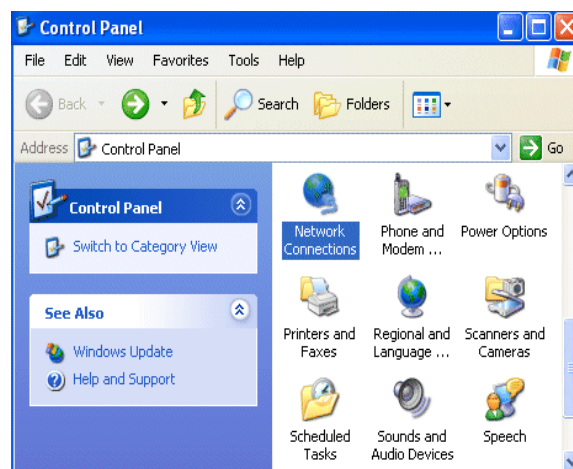 Control Panel
File Edit View Favorites Tools Help
Back Search Folders
Address Control Panel Go
Control Panel
Switch to Category View
See Also
Windows Update
Help and Support
Network Connections
Phone and Modem ...
Power Options
Printers and Faxes
Regional and Language ...
Scanners and Cameras
Scheduled Tasks
Sounds and Audio Devices
Speech